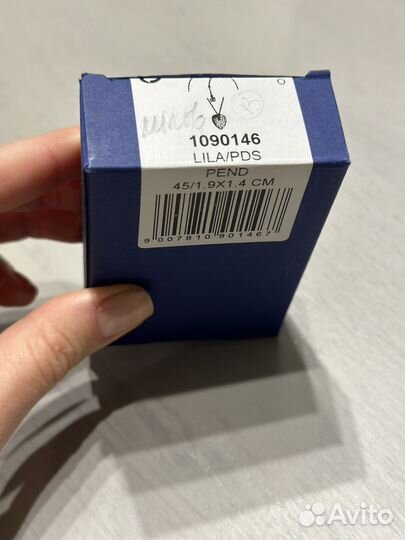 1090146
LILA/PDS
PEND
45/1.9X1.4 CM
9 007810 901467
Avito